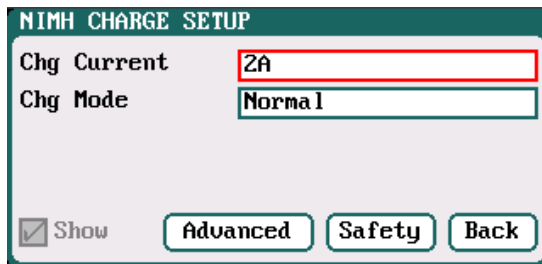 NIMH CHARGE SETUP
Chg Current 2A
Chg Mode Normal
Show Advanced Safety Back